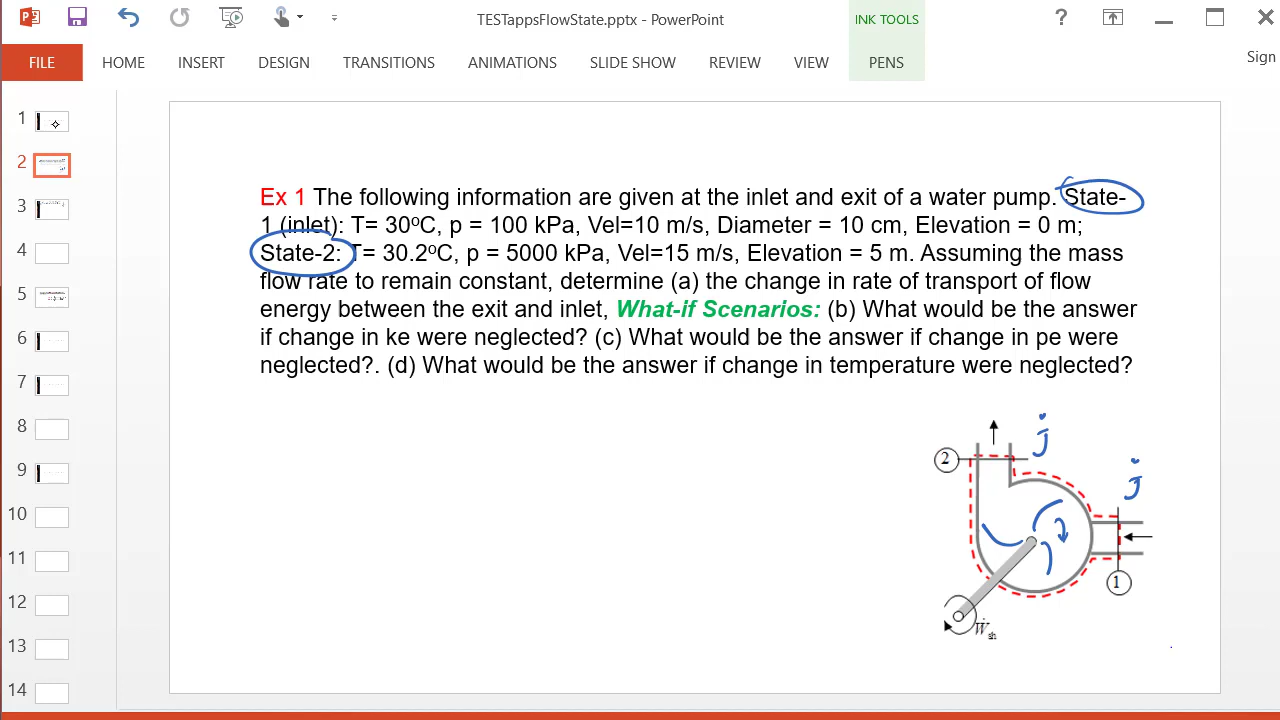 TESTappsFlowState.pptx - PowerPoint
INK TOOLS
?
Sign
FILE HOME INSERT DESIGN TRANSITIONS ANIMATIONS SLIDE SHOW REVIEW VIEW PENS
1
2
3
4
5
6
7
8
9
10
11
12
13
14
Ex 1 The following information are given at the inlet and exit of a water pump. State-
1 (inlet): T= 30ºC, p = 100 kPa, Vel=10 m/s, Diameter = 10 cm, Elevation = 0 m;
State-2: T= 30.2ºC, p = 5000 kPa, Vel=15 m/s, Elevation = 5 m. Assuming the mass
flow rate to remain constant, determine (a) the change in rate of transport of flow
energy between the exit and inlet, What-if Scenarios: (b) What would be the answer
if change in ke were neglected? (c) What would be the answer if change in pe were
neglected?. (d) What would be the answer if change in temperature were neglected?
j̇
2
j̇
1
Ẇsh